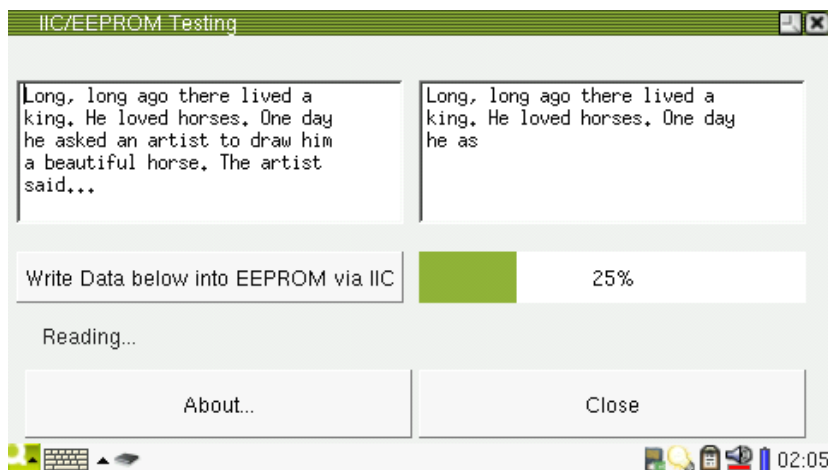 IIC/EEPROM Testing
Long, long ago there lived a
king. He loved horses. One day
he asked an artist to draw him
a beautiful horse. The artist
said...
Long, long ago there lived a
king. He loved horses. One day
he as
Write Data below into EEPROM via IIC
25%
Reading...
About...
Close
02:05